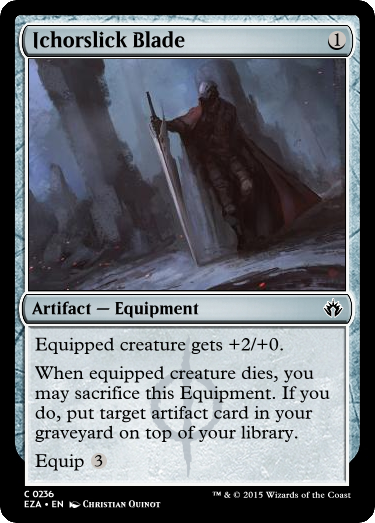 Ichorslick Blade 1
Artifact — Equipment
Equipped creature gets +2/+0.
When equipped creature dies, you
may sacrifice this Equipment. If you
do, put target artifact card in your
graveyard on top of your library.
Equip 3
C 0236
EZA • EN Christian Quinot
™ & © 2015 Wizards of the Coast